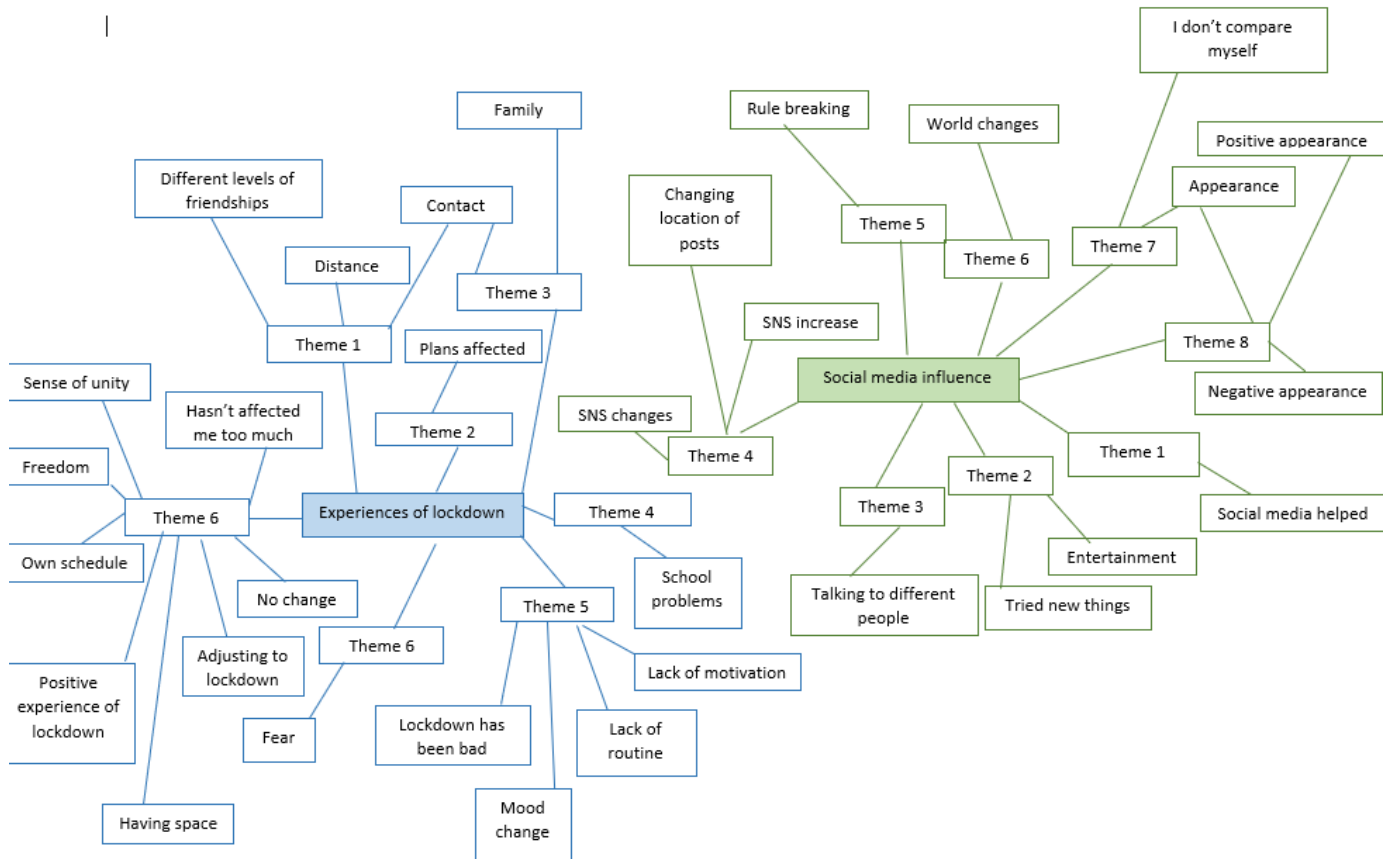 Family
Different levels of
friendships
Contact
Distance
Theme 3
Theme 1
Plans affected
Sense of unity
Hasn't affected
me too much
Theme 2
Freedom
Theme 6
Experiences of lockdown
Theme 4
Own schedule
No change
School
problems
Theme 5
Theme 6
Adjusting to
lockdown
Lack of motivation
Positive
experience of
lockdown
Fear
Lockdown has
been bad
Lack of
routine
Having space
Mood
change
I don't compare
myself
Rule breaking
World changes
Positive appearance
Changing
location of
posts
Appearance
Theme 5
Theme 7
Theme 6
SNS increase
Theme 8
Social media influence
Negative appearance
SNS changes
Theme 4
Theme 1
Theme 2
Theme 3
Social media helped
Entertainment
Talking to different
people
Tried new things